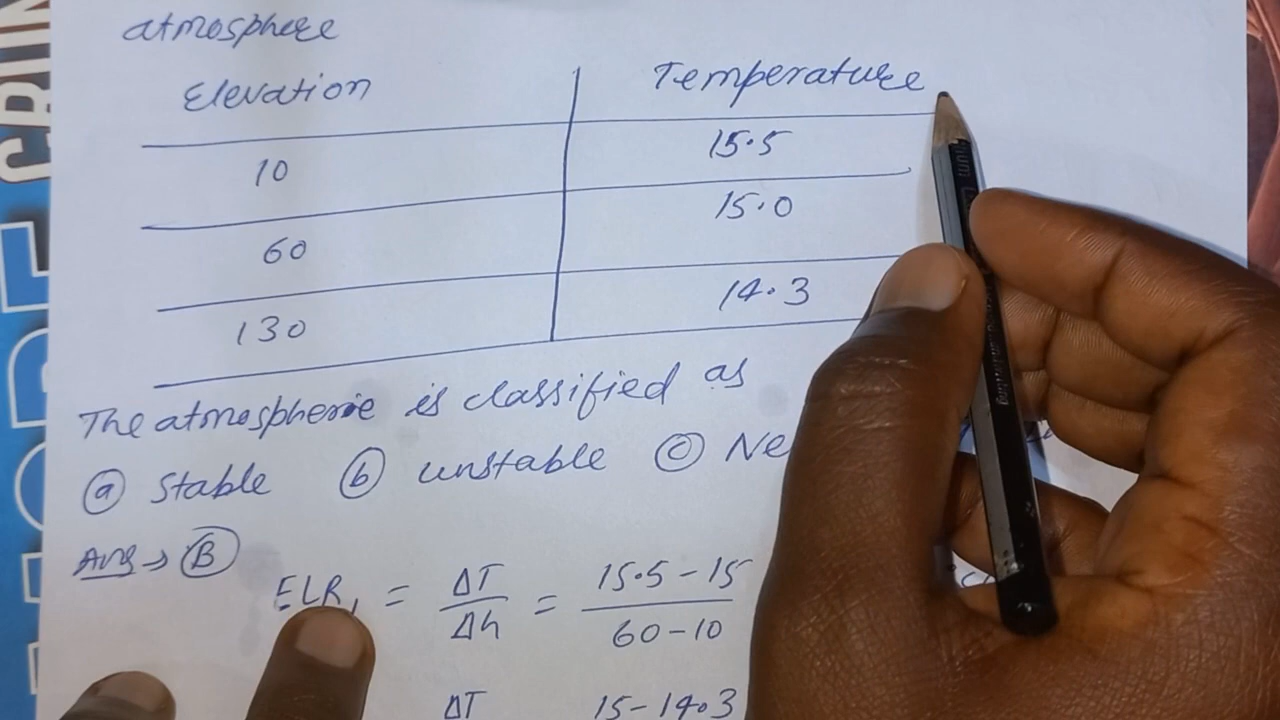 atmosphere
Elevation Temperature
10 15.5
60 15.0
130 14.3
The atmospherie is classified as
(a) stable (b) unstable (c) Ne
Ans → (B)
ELR1 = ΔT/Δh = 15.5-15/60-10
ΔT 15-14.3